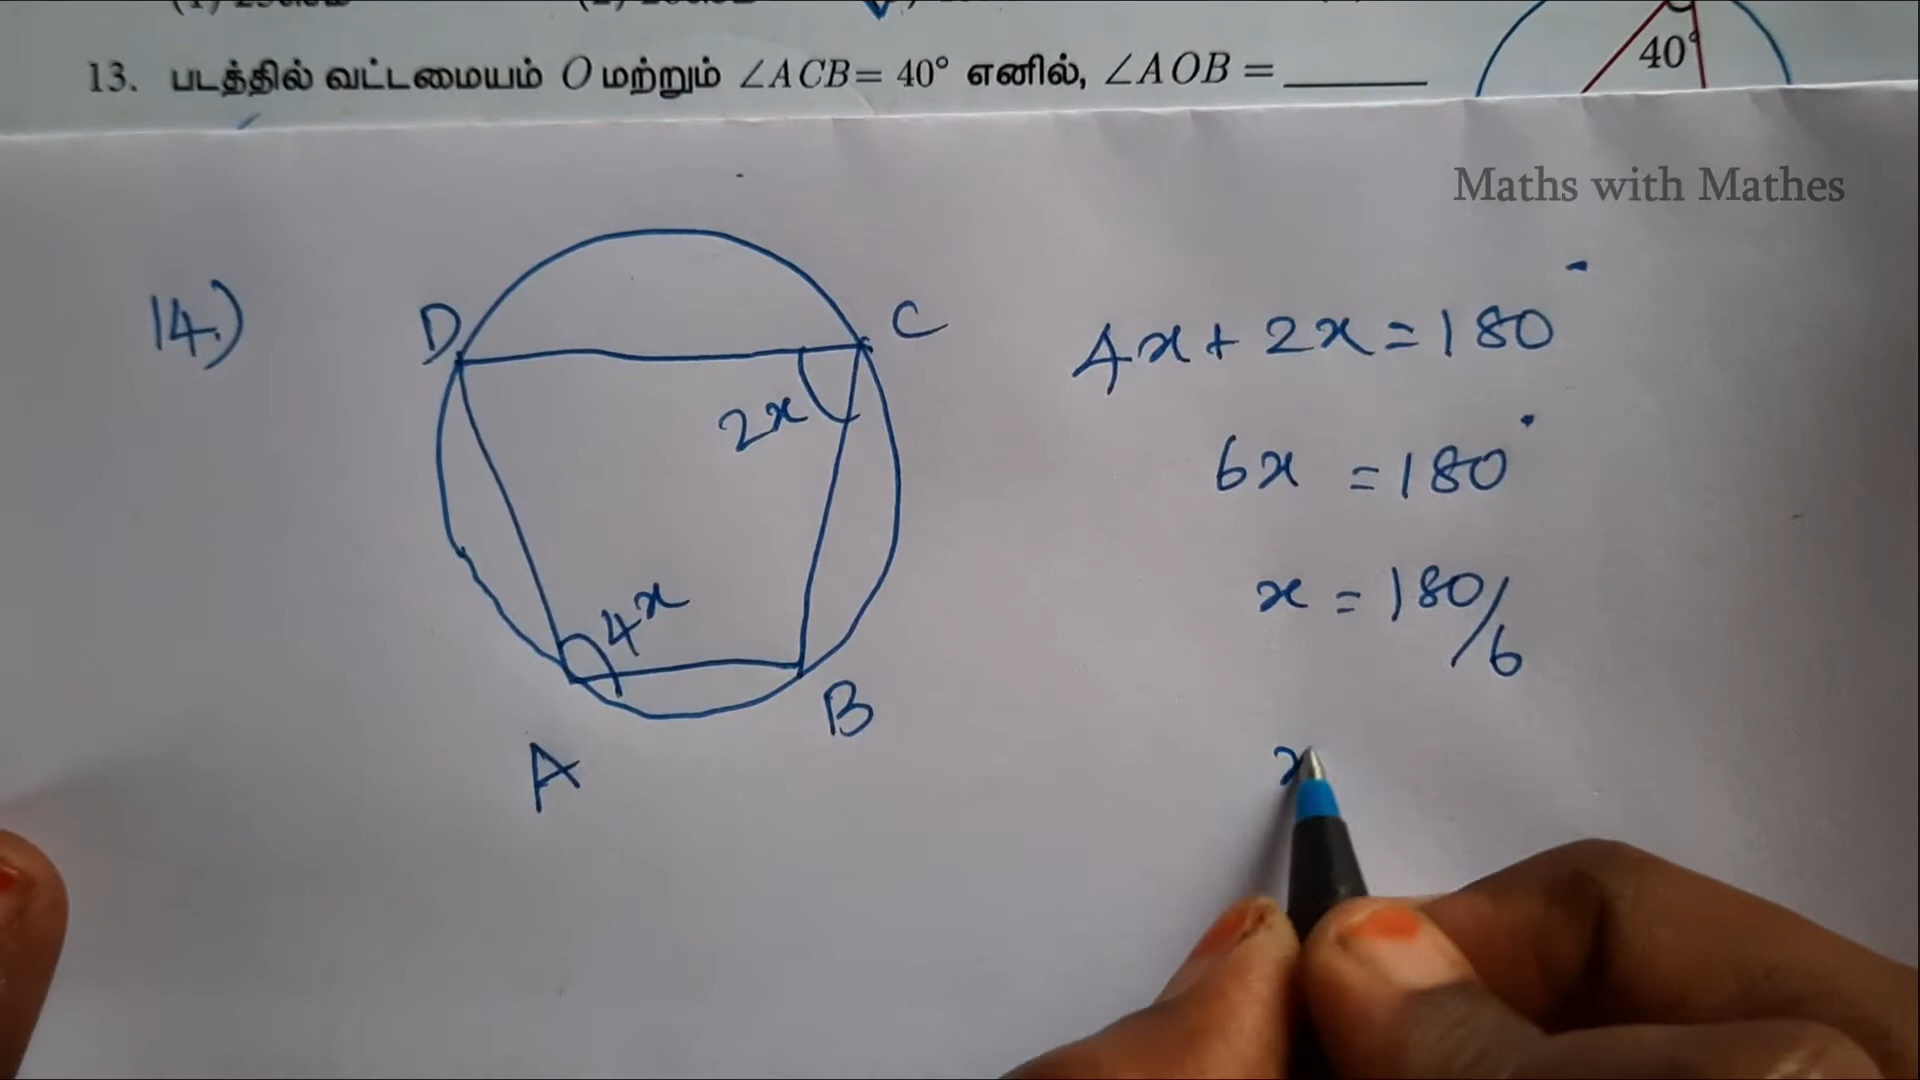 13. படத்தில் வட்டமையம் O மற்றும் ∠ACB= 40° எனில், ∠AOB = ______
40°
Maths with Mathes
14.)
D
C
4x + 2x = 180°
2x
6x = 180°
4x
x = 180/6
B
A
x